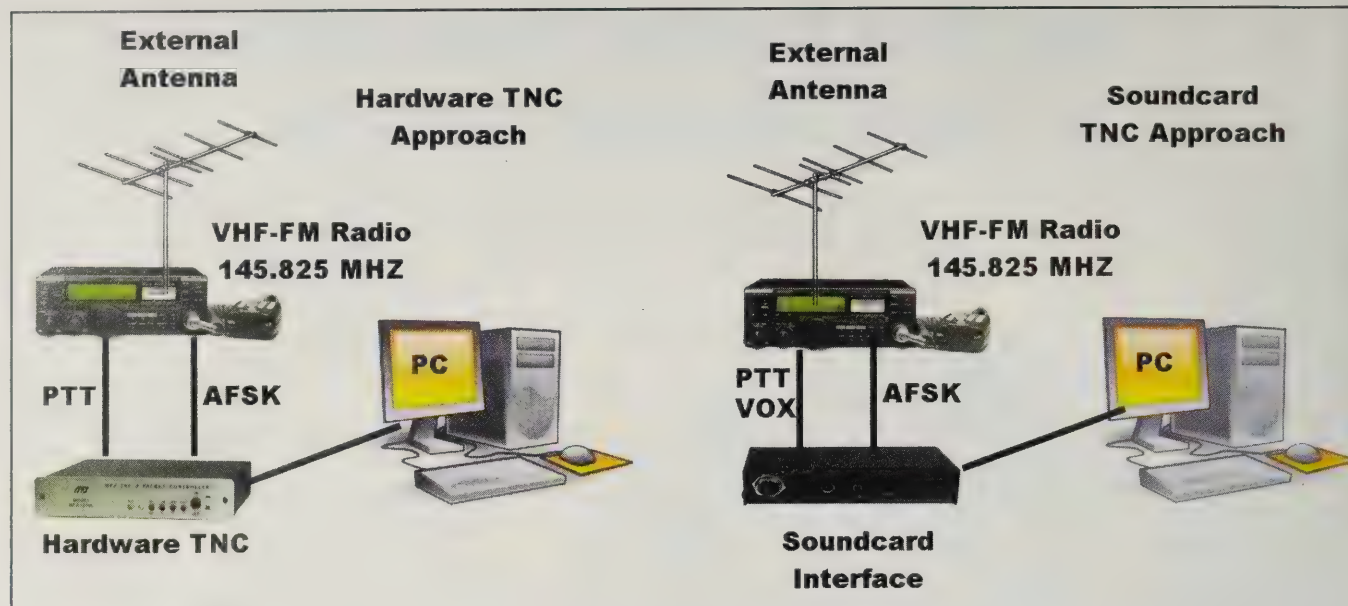 External
Antenna
Hardware TNC
Approach
VHF-FM Radio
145.825 MHZ
PTT
AFSK
PC
Hardware TNC
External
Antenna
Soundcard
TNC Approach
VHF-FM Radio
145.825 MHZ
PTT
VOX
AFSK
PC
Soundcard
Interface